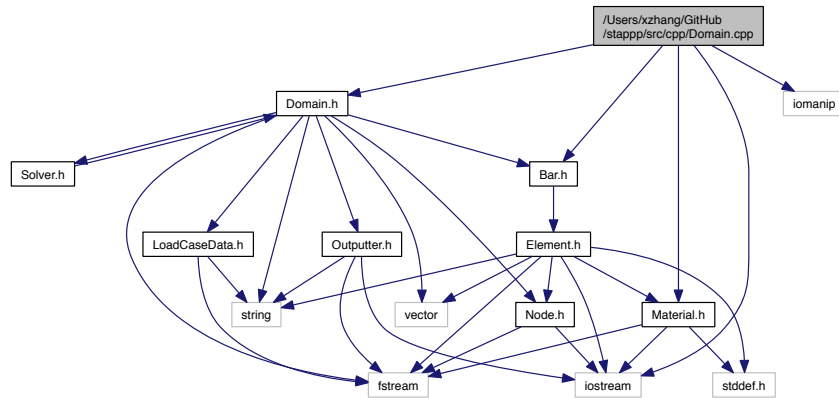 /Users/xzhang/GitHub
/stappp/src/cpp/Domain.cpp
Domain.h
iomanip
Solver.h
Bar.h
LoadCaseData.h
Outputter.h
Element.h
string
vector
Node.h
Material.h
fstream
iostream
stddef.h